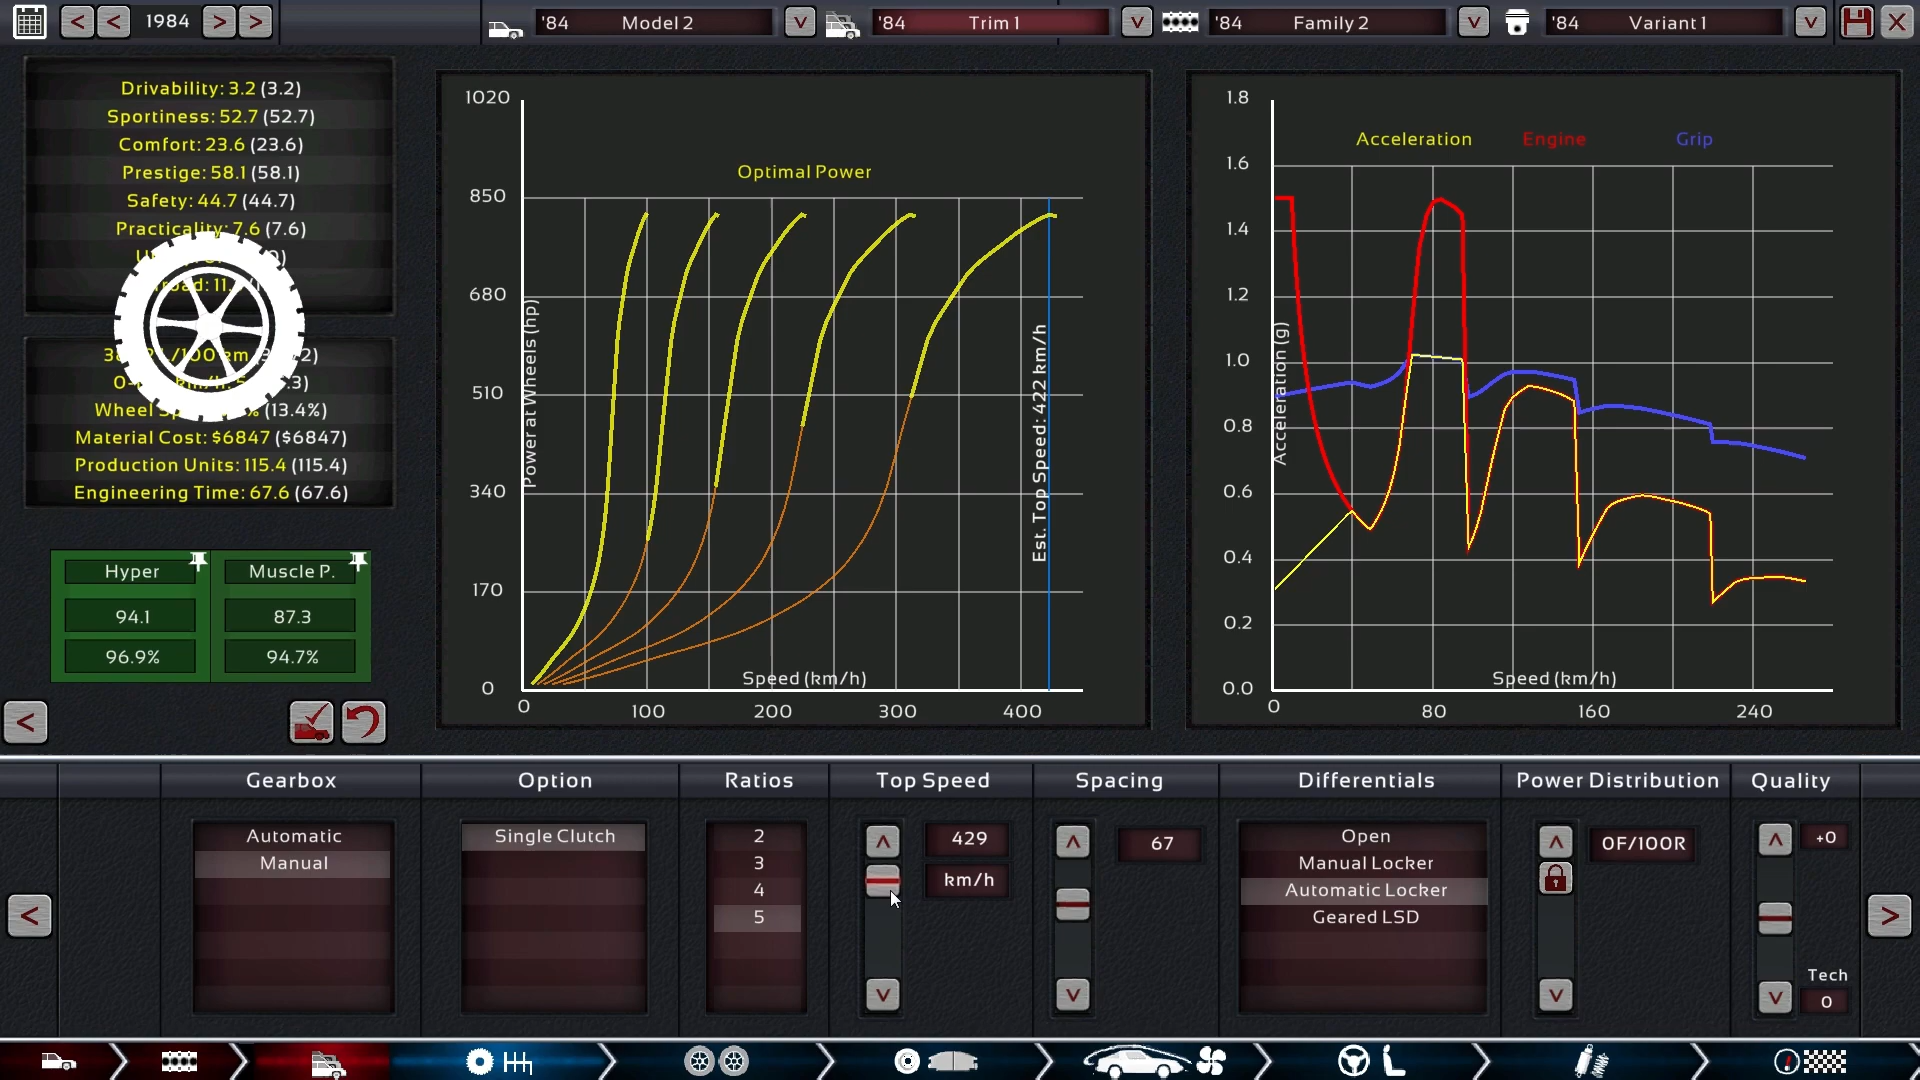 1984
'84 Model 2
'84 Trim 1
'84 Family 2
'84 Variant 1
Drivability: 3.2 (3.2)
Sportiness: 52.7 (52.7)
Comfort: 23.6 (23.6)
Prestige: 58.1 (58.1)
Safety: 44.7 (44.7)
Practicality: 7.6 (7.6)
Wheel (13.4%)
Material Cost: $6847 ($6847)
Production Units: 115.4 (115.4)
Engineering Time: 67.6 (67.6)
Hyper Muscle P.
94.1 87.3
96.9% 94.7%
1020
850
680
510
340
170
0
Optimal Power
Power at Wheels (hp)
Est. Top Speed: 422 km/h
Speed (km/h)
0 100 200 300 400
1.8
1.6
1.4
1.2
1.0
0.8
0.6
0.4
0.2
0.0
Acceleration Engine Grip
Acceleration (g)
Speed (km/h)
0 80 160 240
Gearbox
Automatic
Manual
Option
Single Clutch
Ratios
2
3
4
5
Top Speed
429
km/h
Spacing
67
Differentials
Open
Manual Locker
Automatic Locker
Geared LSD
Power Distribution
0F/100R
Quality
+0
Tech
0